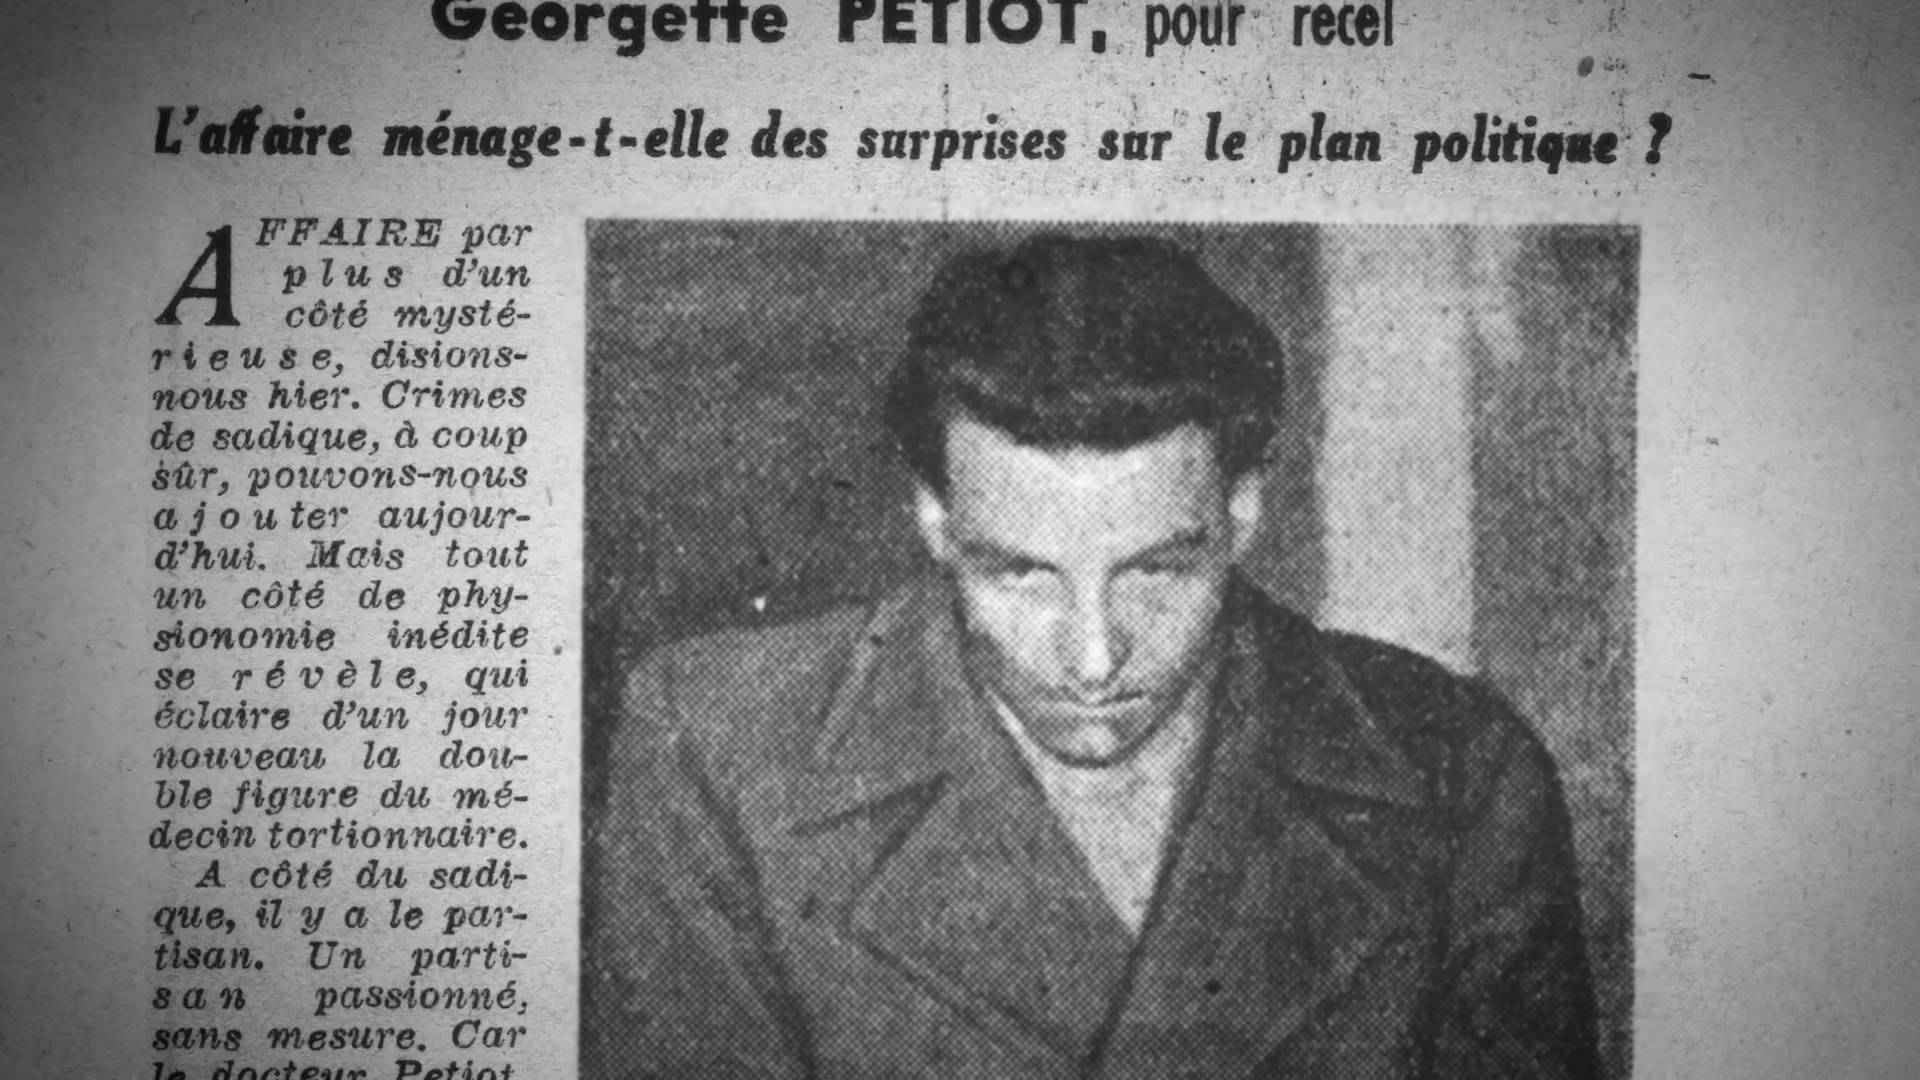 Georgette PETIOT, pour recel
L'affaire ménage-t-elle des surprises sur le plan politique ?
AFFAIRE par
plus d'un
côté mysté-
rieuse, disions-
nous hier. Crimes
de sadique, à coup
sûr, pouvons-nous
ajouter aujour-
d'hui. Mais tout
un côté de phy-
sionomie inédite
se révèle, qui
éclaire d'un jour
nouveau la dou-
ble figure du mé-
decin tortionnaire.
A côté du sadi-
que, il y a le par-
tisan. Un parti-
san passionné,
sans mesure. Car
le docteur Petiot